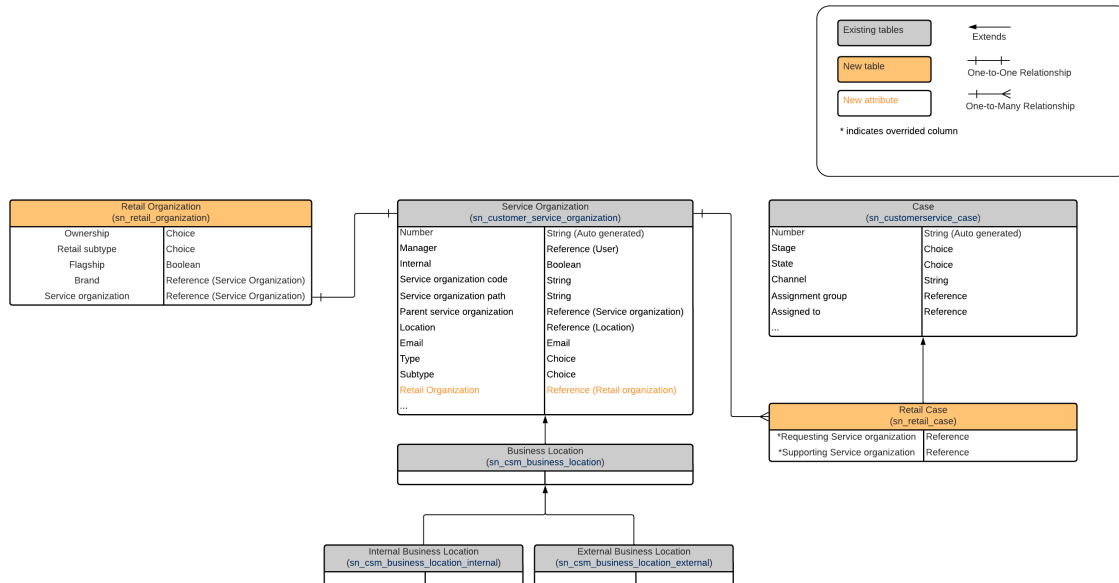 Existing tables
Extends
New table
One-to-One Relationship
New attribute
One-to-Many Relationship
* indicates overrided column
Retail Organization
(sn_retail_organization)
Ownership Choice
Retail subtype Choice
Flagship Boolean
Brand Reference (Service Organization)
Service organization Reference (Service Organization)
Service Organization
(sn_customer_service_organization)
Number String (Auto generated)
Manager Reference (User)
Internal Boolean
Service organization code String
Service organization path String
Parent service organization Reference (Service organization)
Location Reference (Location)
Email Email
Type Choice
Subtype Choice
Retail Organization Reference (Retail organization)
...
Case
(sn_customerservice_case)
Number String (Auto generated)
Stage Choice
State Choice
Channel String
Assignment group Reference
Assigned to Reference
...
Retail Case
(sn_retail_case)
*Requesting Service organization Reference
*Supporting Service organization Reference
Business Location
(sn_csm_business_location)
Internal Business Location
(sn_csm_business_location_internal)
External Business Location
(sn_csm_business_location_external)